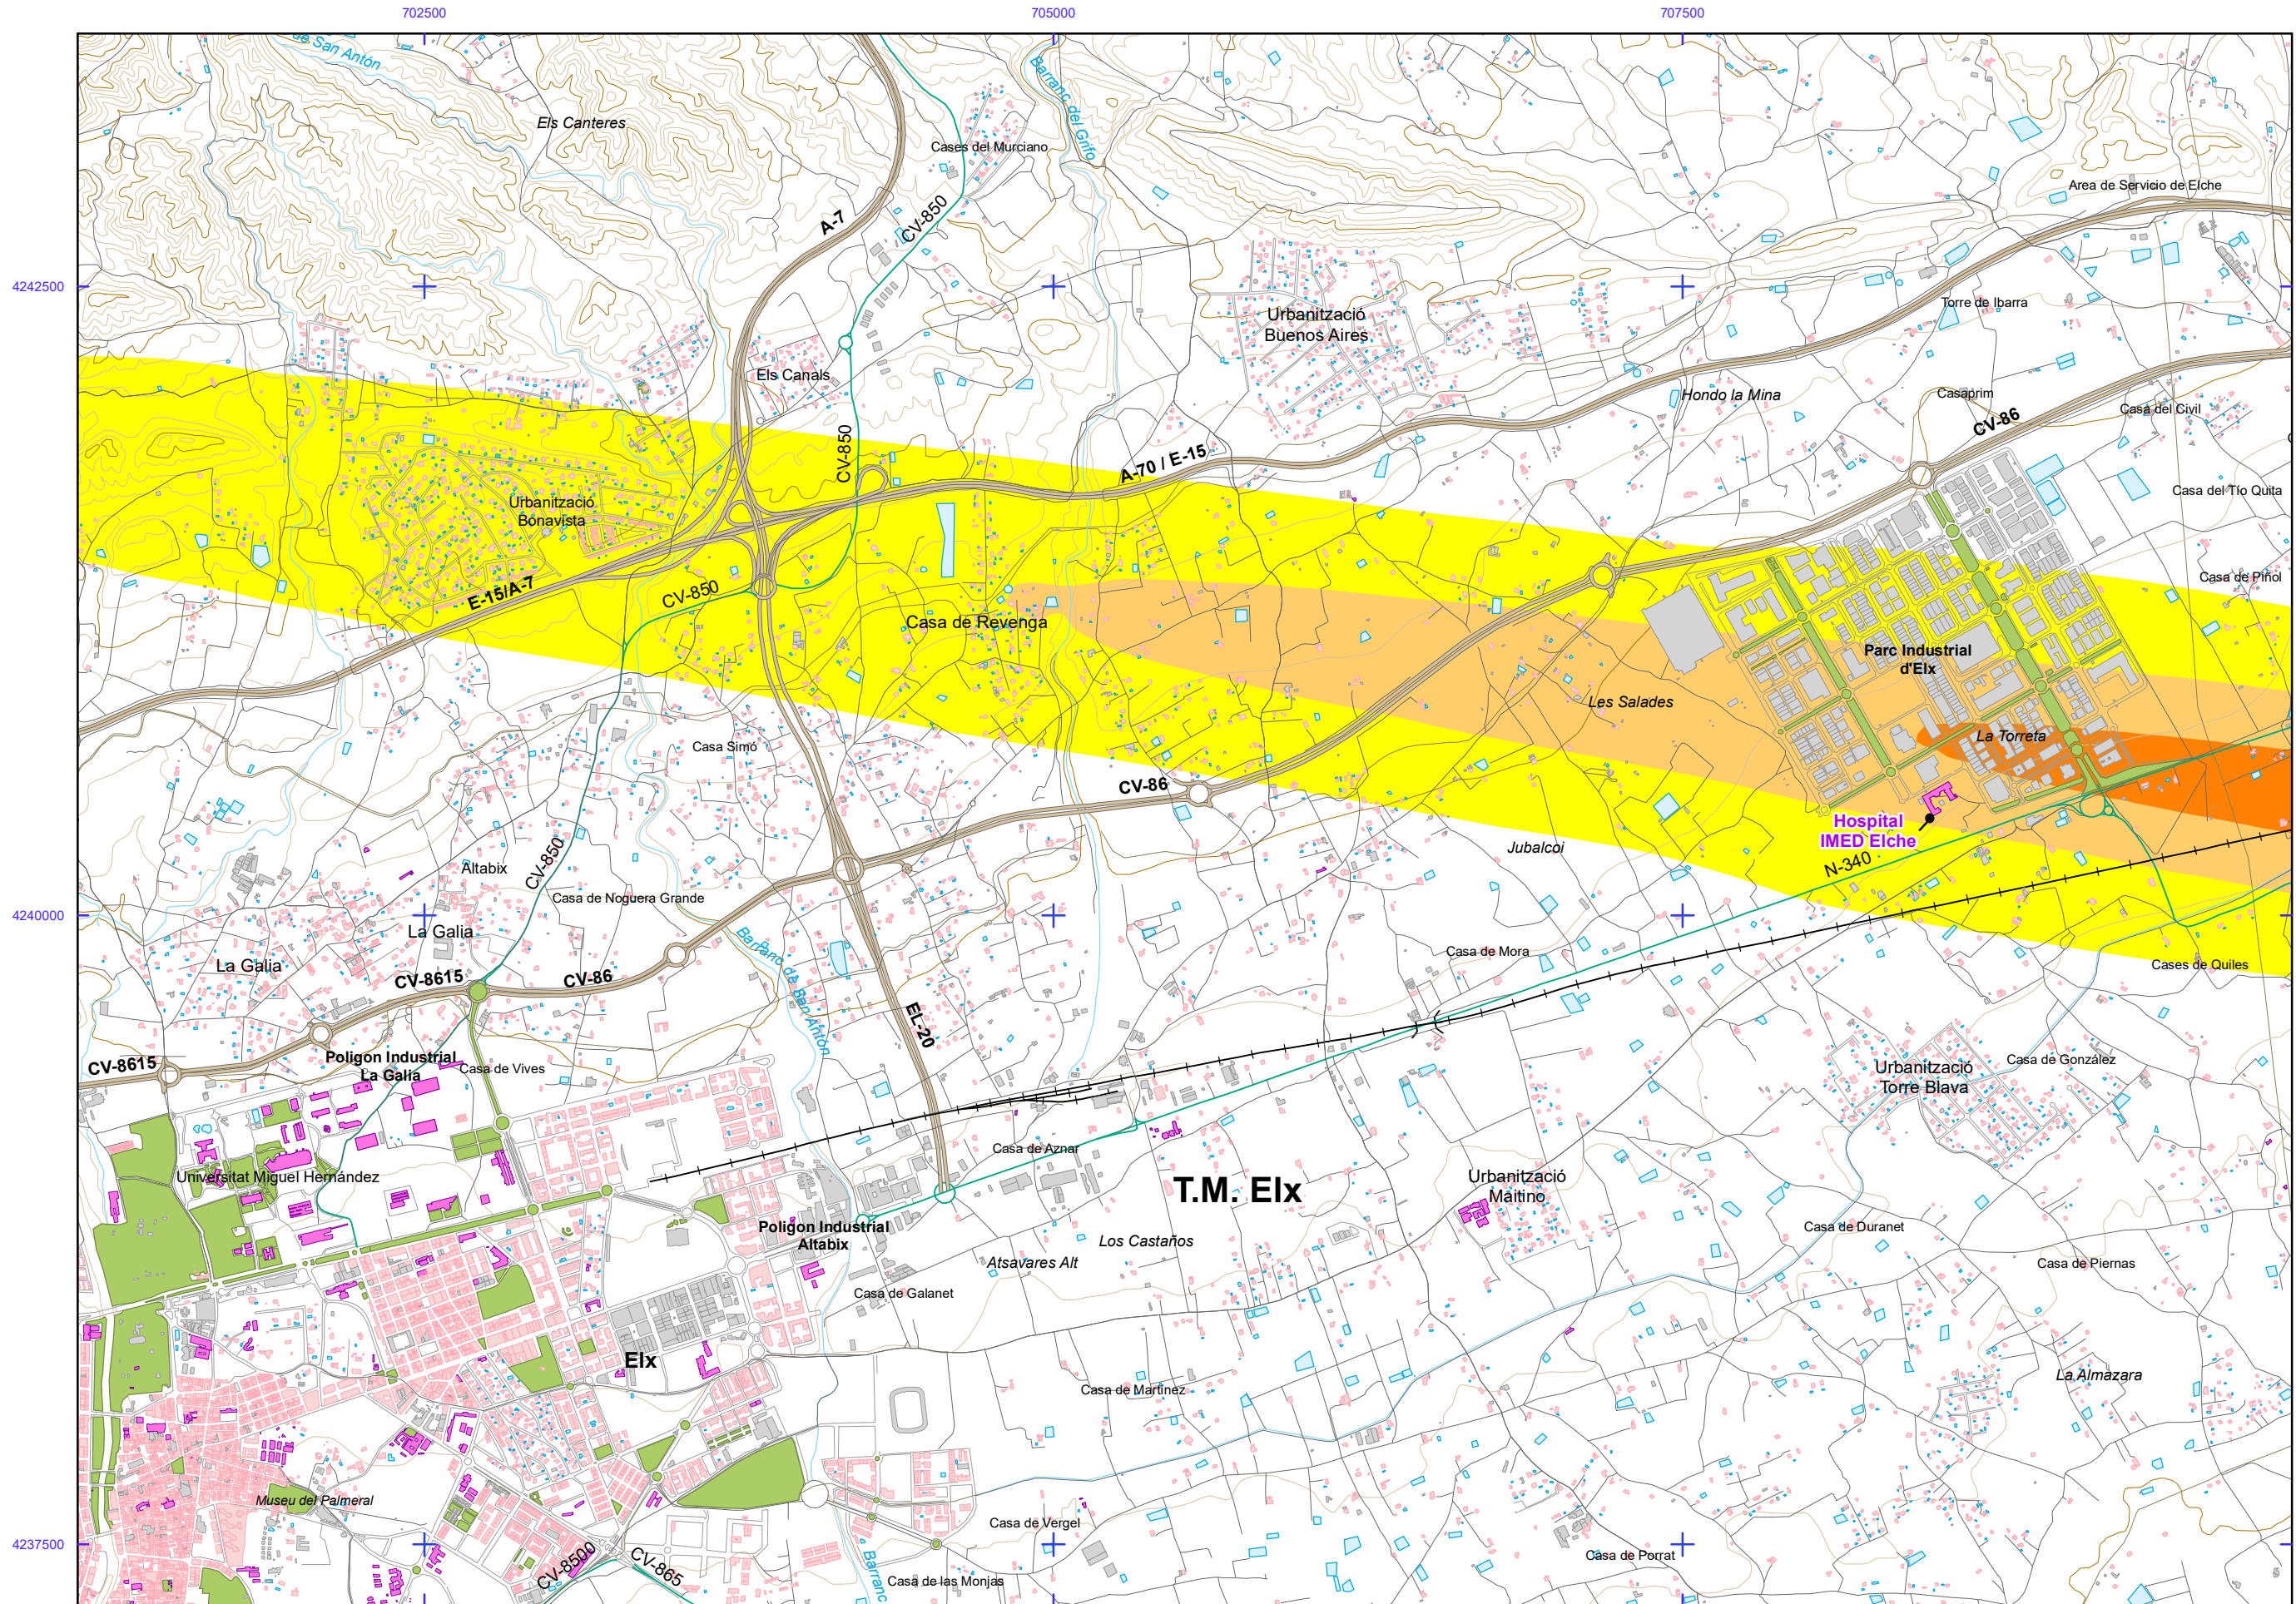 702500
705000
707500
de San Antón
Barranc del Grifo
Els Canteres
Cases del Murciano
Area de Servicio de Elche
A-7
CV-850
4242500
Torre de Ibarra
Urbanització
Buenos Aires
Els Canals
Hondo la Mina
Casaprim
Casa del Civil
CV-86
CV-850
A-70 / E-15
Casa del Tío Quita
Urbanització
Bonavista
E-15/A-7
CV-850
Casa de Piñol
Casa de Revenga
Parc Industrial
d'Elx
Les Salades
La Torreta
Casa Simó
CV-86
Hospital
IMED Elche
Jubalcoi
N-340
Altabix
CV-850
Casa de Noguera Grande
4240000
La Galia
La Galia
Barranc de San Antón
Casa de Mora
Cases de Quiles
CV-8615
CV-86
EL-20
CV-8615
Poligon Industrial
La Galia
Casa de Vives
Casa de González
Urbanització
Torre Blava
Casa de Aznar
Universitat Miguel Hernández
T.M. Elx
Urbanització
Maitino
Poligon Industrial
Altabix
Casa de Duranet
Los Castaños
Atsavares Alt
Casa de Piernas
Casa de Galanet
Elx
La Almazara
Casa de Martinez
Museu del Palmeral
Casa de Vergel
4237500
CV-8500
CV-865
Barranc
Casa de Porrat
Casa de las Monjas